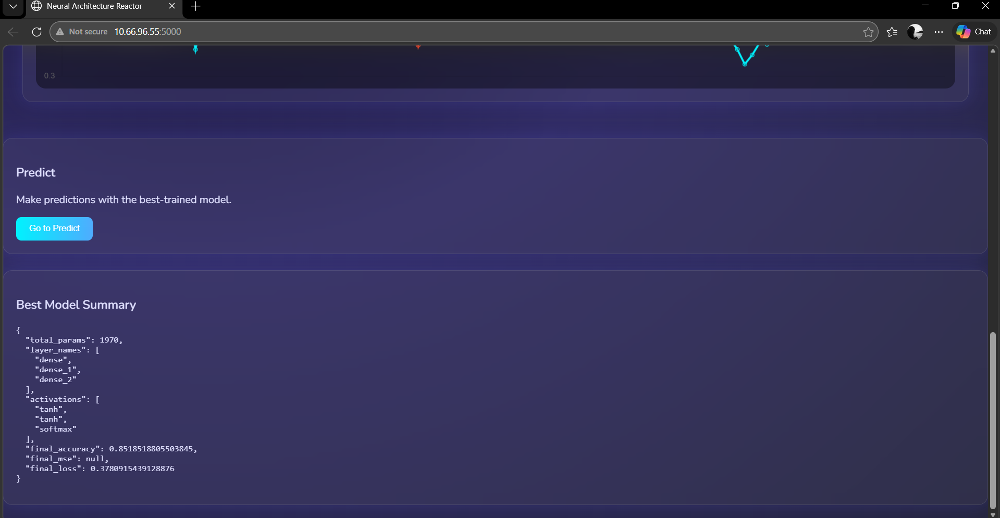 Neural Architecture Reactor
Not secure 10.66.96.55:5000
Chat
0.3
Predict
Make predictions with the best-trained model.
Go to Predict
Best Model Summary
{
  "total_params": 1970,
  "layer_names": [
    "dense",
    "dense_1",
    "dense_2"
  ],
  "activations": [
    "tanh",
    "tanh",
    "softmax"
  ],
  "final_accuracy": 0.8518518805503845,
  "final_mse": null,
  "final_loss": 0.3780915439128876
}